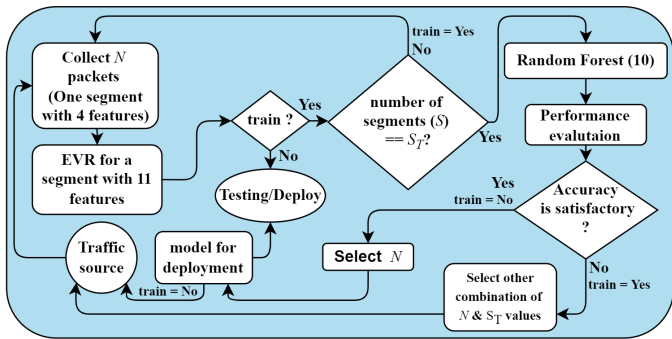 Collect N
packets
(One segment
with 4 features)
EVR for a
segment with 11
features
Traffic
source
train ?
Yes
No
Testing/Deploy
model for
deployment
train = No
train = Yes
No
number of
segments (S)
== S_T?
Yes
Random Forest (10)
Performance
evalutaion
Accuracy
is satisfactory
?
Yes
train = No
Select N
No
train = Yes
Select other
combination of
N & S_T values